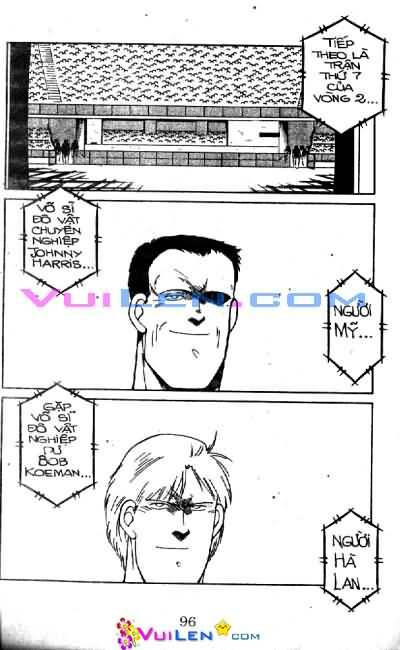 TIẾP
THEO LÀ
TRẬN
THỨ 7
CỦA
VÒNG 2...
VÕ SĨ
ĐÔ VẬT
CHUYÊN
NGHIỆP
JOHNNY
HARRIS...
NGƯỜI
MỸ...
VUILEN.COM
GẶP
VÕ SĨ
ĐÔ VẬT
NGHIỆP
DƯ
BOB
KOEMAN...
NGƯỜI
HÀ
LAN...
96
VUILEN